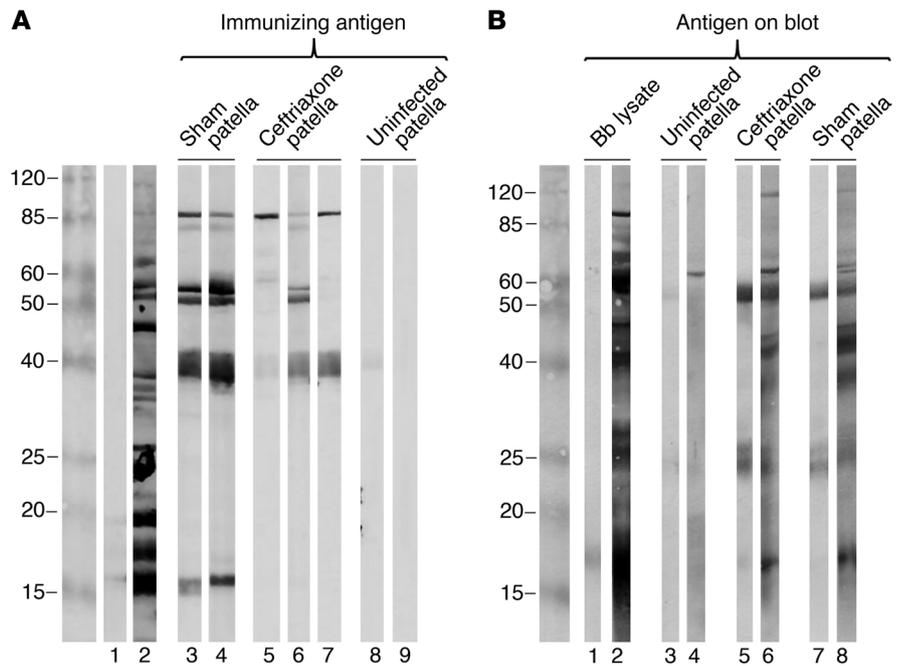 A
Immunizing antigen
Sham
patella
Ceftriaxone
patella
Uninfected
patella
120
85
60
50
40
25
20
15
1 2 3 4 5 6 7 8 9
B
Antigen on blot
Bb lysate
Uninfected
patella
Ceftriaxone
patella
Sham
patella
120
85
60
50
40
25
20
15
1 2 3 4 5 6 7 8